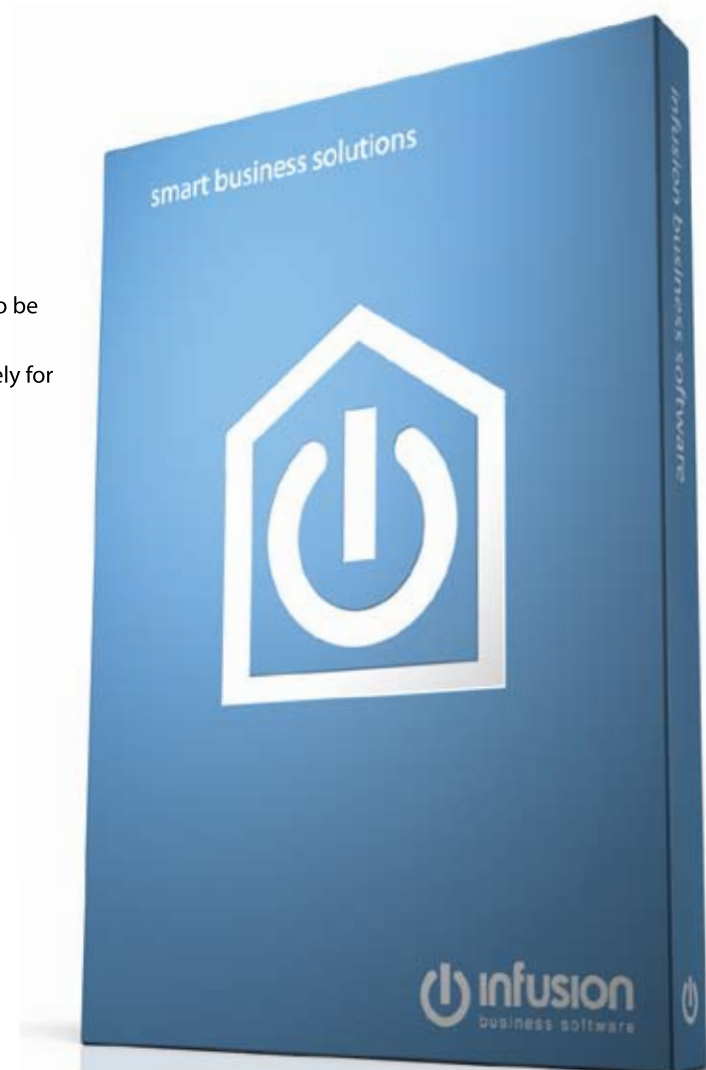 smart business solutions
infusion business software
o be
ely for
infusion
business software